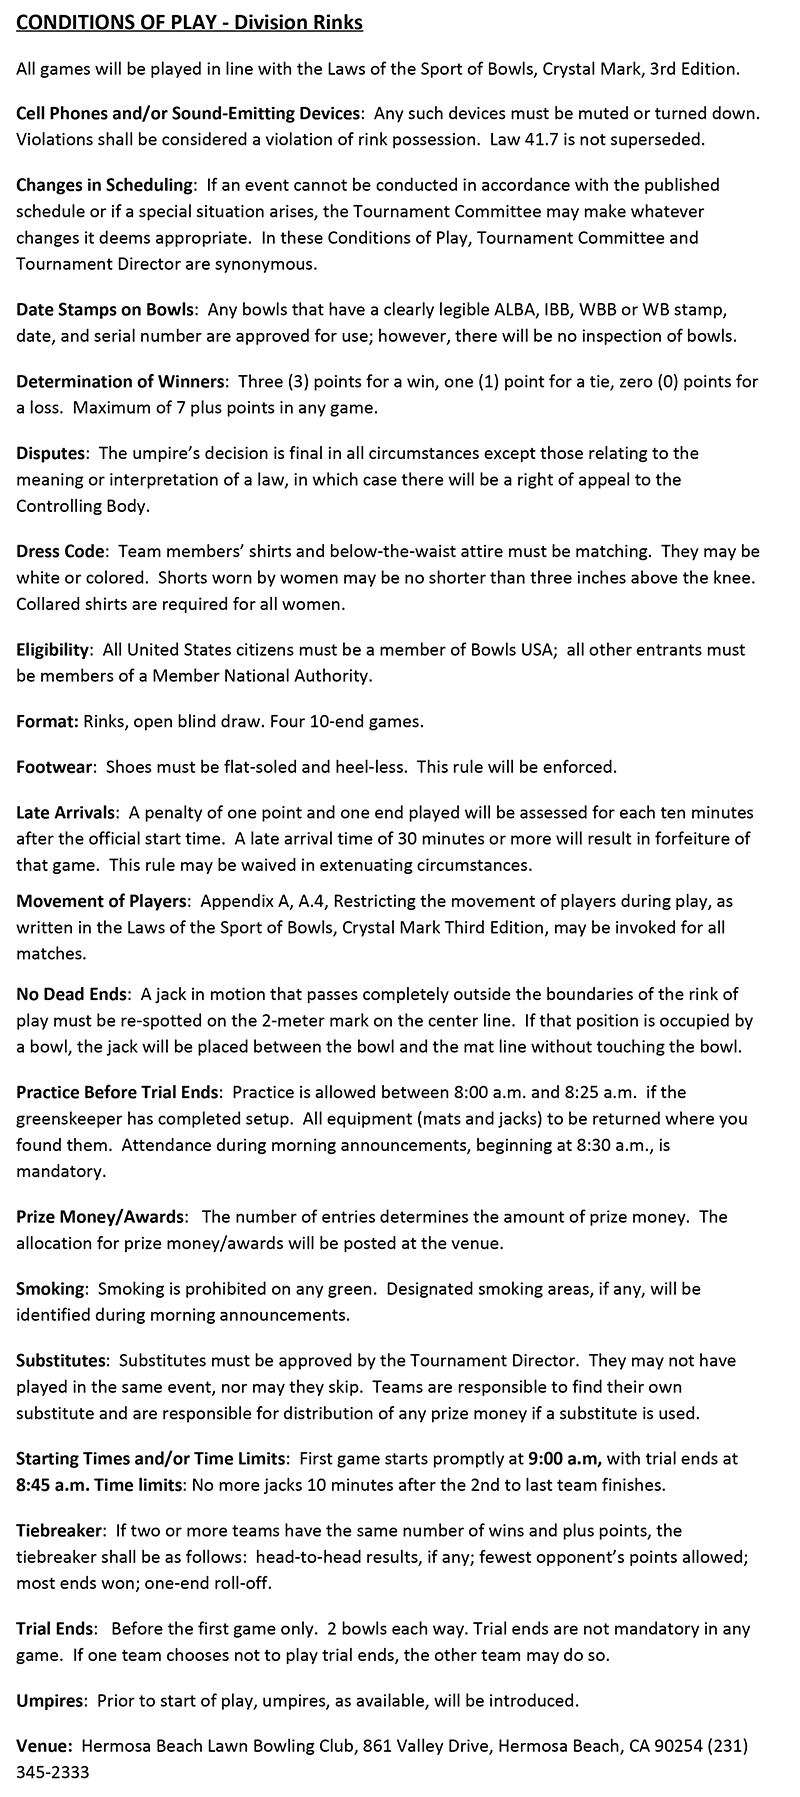 CONDITIONS OF PLAY - Division Rinks
All games will be played in line with the Laws of the Sport of Bowls, Crystal Mark, 3rd Edition.
Cell Phones and/or Sound-Emitting Devices:  Any such devices must be muted or turned down.
Violations shall be considered a violation of rink possession.  Law 41.7 is not superseded.
Changes in Scheduling:  If an event cannot be conducted in accordance with the published
schedule or if a special situation arises, the Tournament Committee may make whatever
changes it deems appropriate.  In these Conditions of Play, Tournament Committee and
Tournament Director are synonymous.
Date Stamps on Bowls:  Any bowls that have a clearly legible ALBA, IBB, WBB or WB stamp,
date, and serial number are approved for use; however, there will be no inspection of bowls.
Determination of Winners:  Three (3) points for a win, one (1) point for a tie, zero (0) points for
a loss.  Maximum of 7 plus points in any game.
Disputes:  The umpire’s decision is final in all circumstances except those relating to the
meaning or interpretation of a law, in which case there will be a right of appeal to the
Controlling Body.
Dress Code:  Team members’ shirts and below-the-waist attire must be matching.  They may be
white or colored.  Shorts worn by women may be no shorter than three inches above the knee.
Collared shirts are required for all women.
Eligibility:  All United States citizens must be a member of Bowls USA;  all other entrants must
be members of a Member National Authority.
Format: Rinks, open blind draw. Four 10-end games.
Footwear:  Shoes must be flat-soled and heel-less.  This rule will be enforced.
Late Arrivals:  A penalty of one point and one end played will be assessed for each ten minutes
after the official start time.  A late arrival time of 30 minutes or more will result in forfeiture of
that game.  This rule may be waived in extenuating circumstances.
Movement of Players:  Appendix A, A.4, Restricting the movement of players during play, as
written in the Laws of the Sport of Bowls, Crystal Mark Third Edition, may be invoked for all
matches.
No Dead Ends:  A jack in motion that passes completely outside the boundaries of the rink of
play must be re-spotted on the 2-meter mark on the center line.  If that position is occupied by
a bowl, the jack will be placed between the bowl and the mat line without touching the bowl.
Practice Before Trial Ends:  Practice is allowed between 8:00 a.m. and 8:25 a.m.  if the
greenskeeper has completed setup.  All equipment (mats and jacks) to be returned where you
found them.  Attendance during morning announcements, beginning at 8:30 a.m., is
mandatory.
Prize Money/Awards:   The number of entries determines the amount of prize money.  The
allocation for prize money/awards will be posted at the venue.
Smoking:  Smoking is prohibited on any green.  Designated smoking areas, if any, will be
identified during morning announcements.
Substitutes:  Substitutes must be approved by the Tournament Director.  They may not have
played in the same event, nor may they skip.  Teams are responsible to find their own
substitute and are responsible for distribution of any prize money if a substitute is used.
Starting Times and/or Time Limits:  First game starts promptly at 9:00 a.m, with trial ends at
8:45 a.m. Time limits: No more jacks 10 minutes after the 2nd to last team finishes.
Tiebreaker:  If two or more teams have the same number of wins and plus points, the
tiebreaker shall be as follows:  head-to-head results, if any; fewest opponent’s points allowed;
most ends won; one-end roll-off.
Trial Ends:   Before the first game only.  2 bowls each way. Trial ends are not mandatory in any
game.  If one team chooses not to play trial ends, the other team may do so.
Umpires:  Prior to start of play, umpires, as available, will be introduced.
Venue:  Hermosa Beach Lawn Bowling Club, 861 Valley Drive, Hermosa Beach, CA 90254 (231)
345-2333